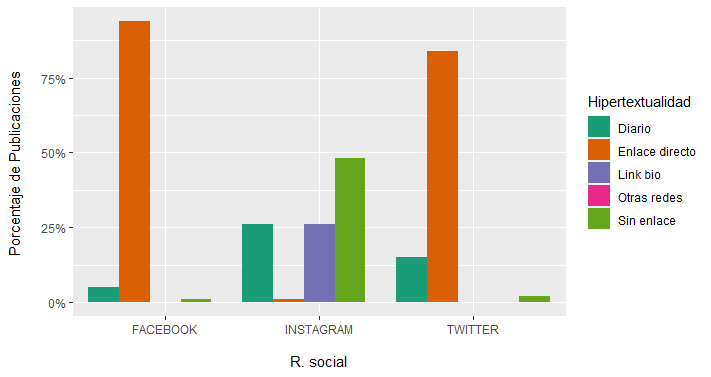 Porcentaje de Publicaciones
75%
50%
25%
0%
FACEBOOK
INSTAGRAM
TWITTER
R. social
Hipertextualidad
Diario
Enlace directo
Link bio
Otras redes
Sin enlace